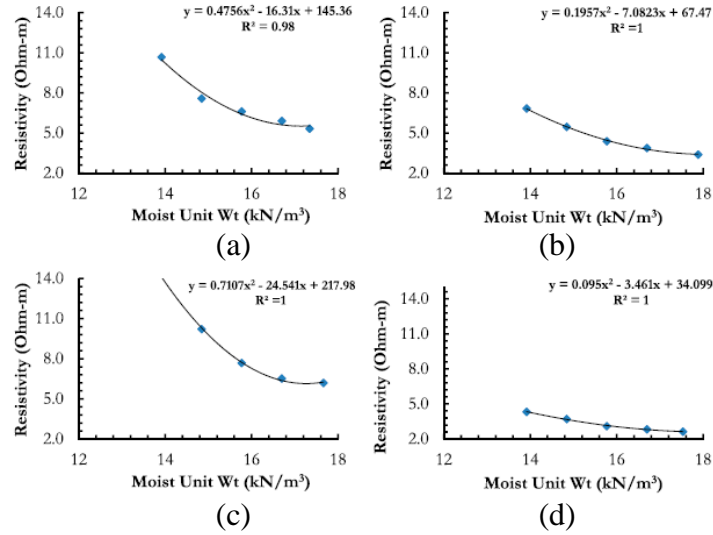 y = 0.4756x² - 16.31x + 145.36
R² = 0.98
Resistivity (Ohm-m)
14.0
11.0
8.0
5.0
2.0
12 14 16 18
Moist Unit Wt (kN/m³)
(a)
y = 0.1957x² - 7.0823x + 67.47
R² =1
Resistivity (Ohm-m)
14.0
11.0
8.0
5.0
2.0
12 14 16 18
Moist Unit Wt (kN/m³)
(b)
y = 0.7107x² - 24.541x + 217.98
R² =1
Resistivity (Ohm-m)
14.0
11.0
8.0
5.0
2.0
12 14 16 18
Moist Unit Wt (kN/m³)
(c)
y = 0.095x² - 3.461x + 34.099
R² = 1
Resistivity (Ohm-m)
14.0
11.0
8.0
5.0
2.0
12 14 16 18
Moist Unit Wt (kN/m³)
(d)